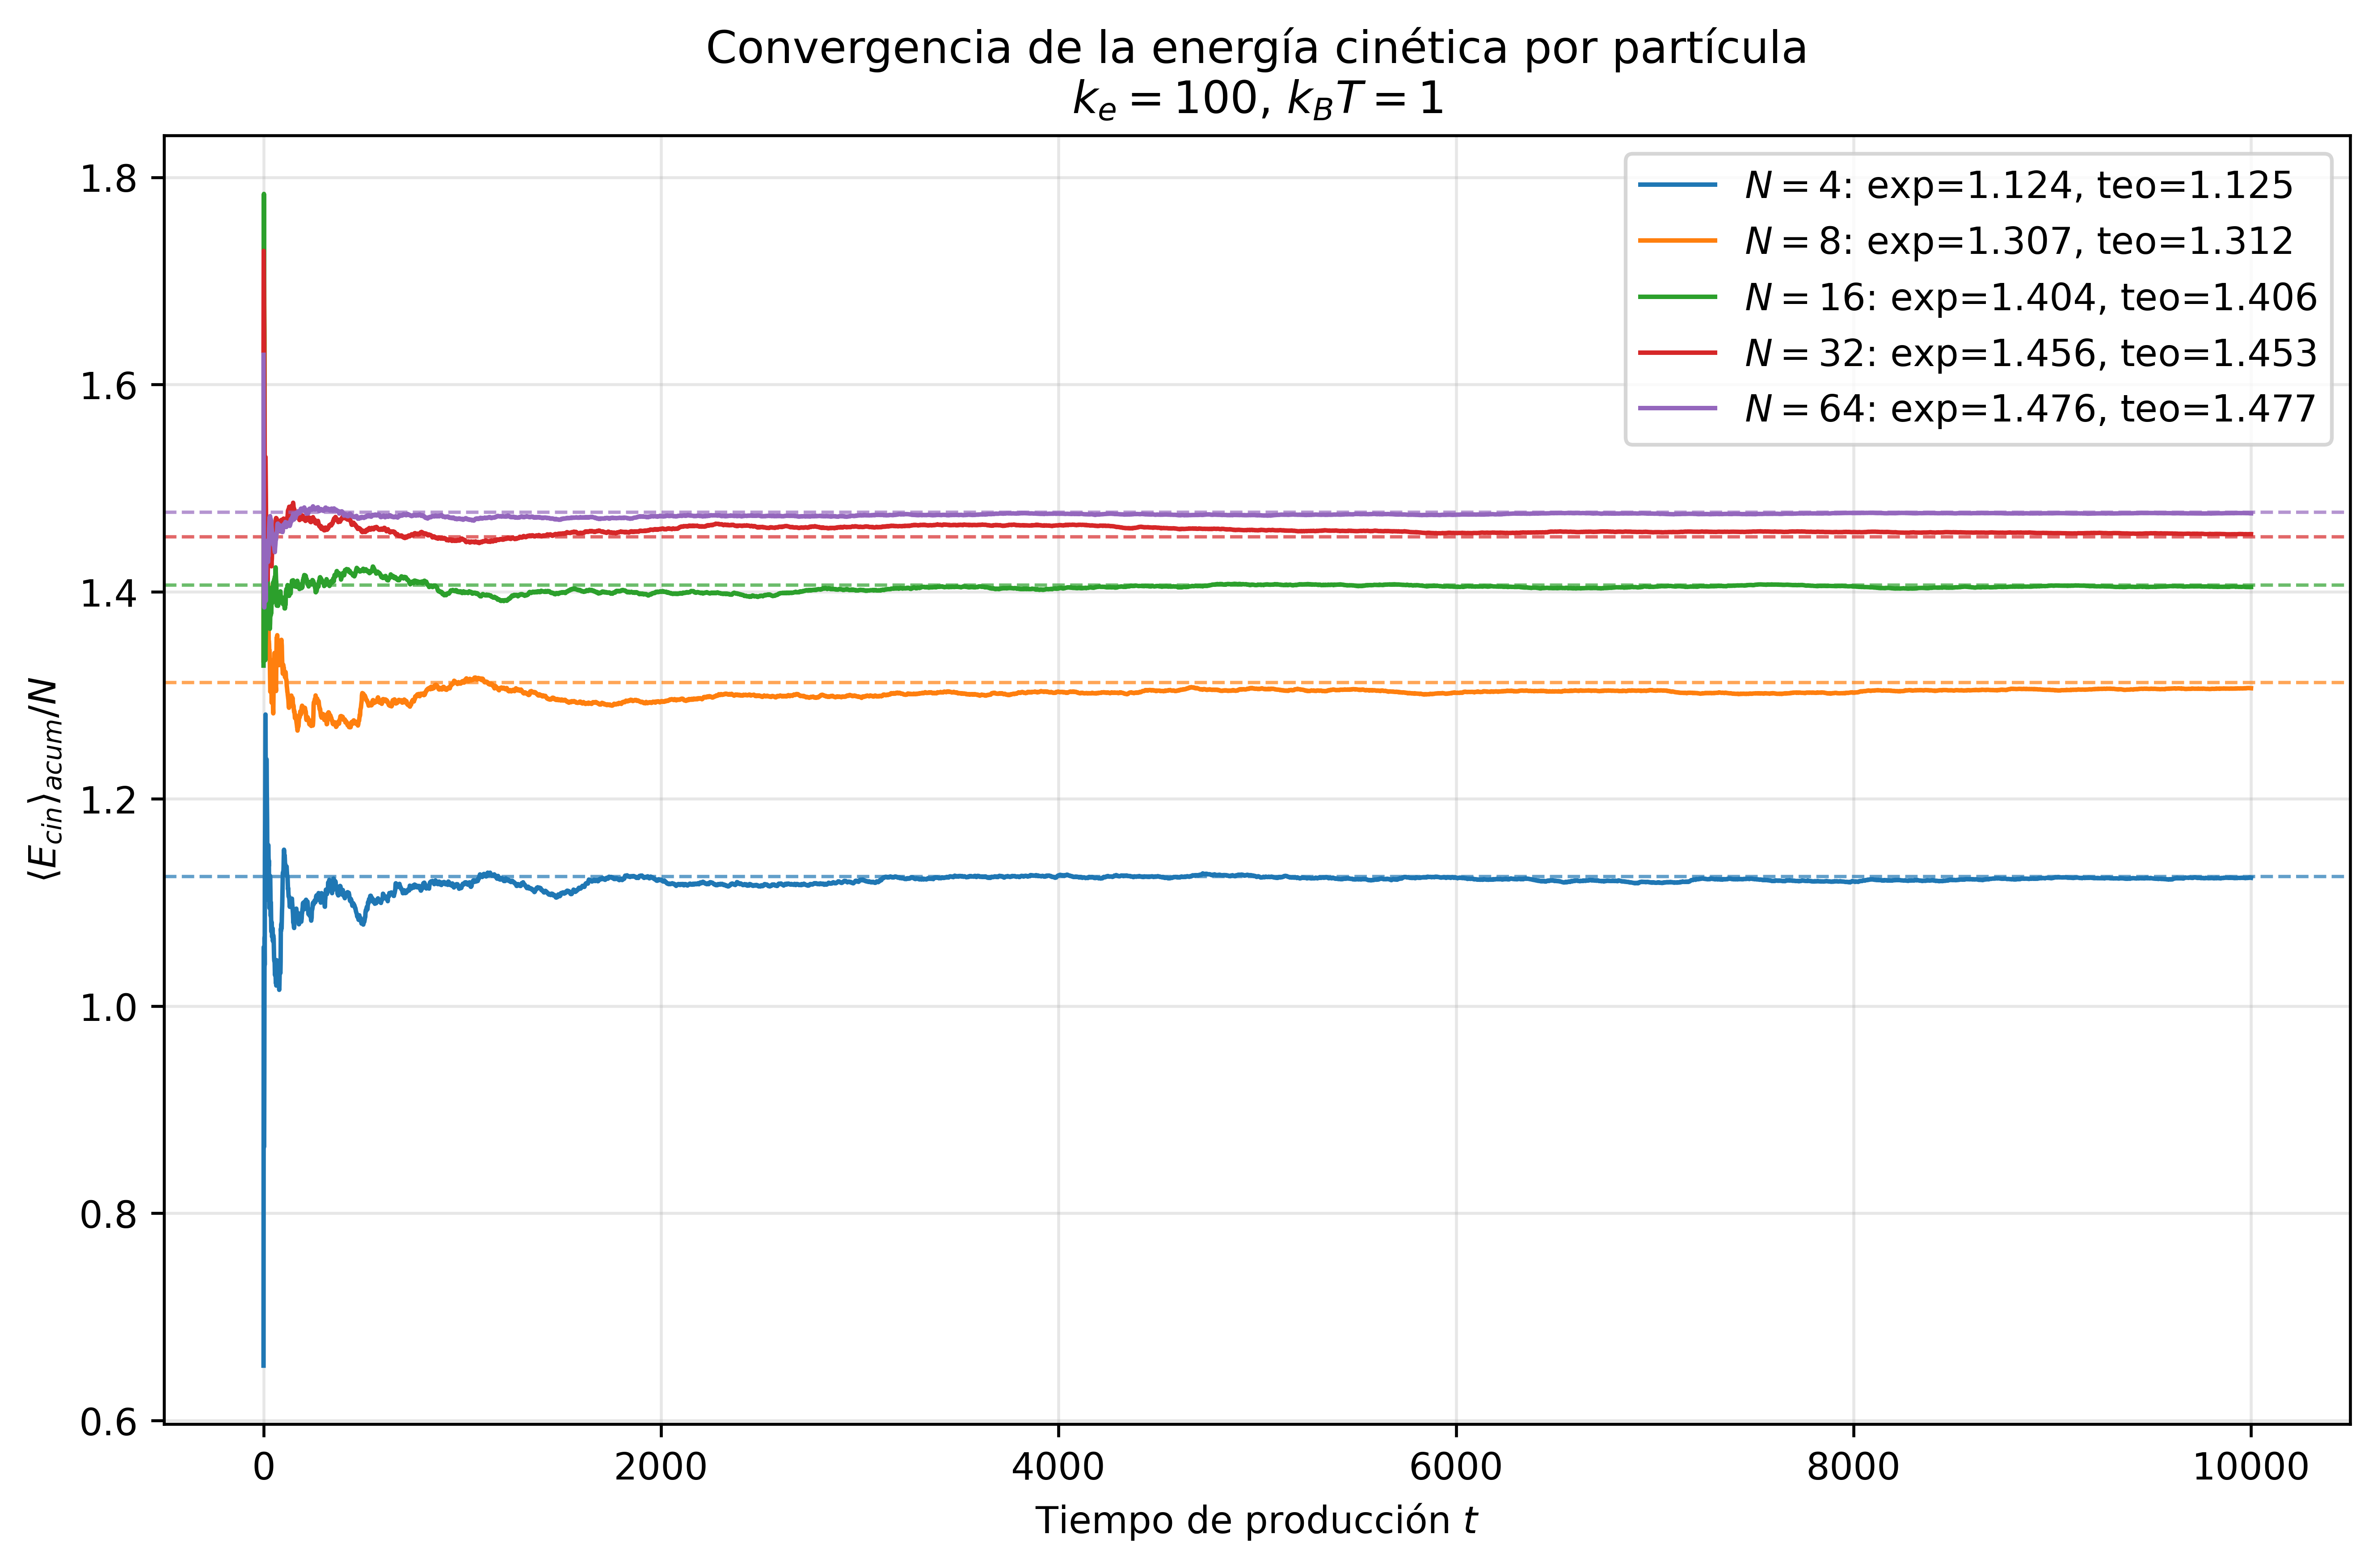 Convergencia de la energía cinética por partícula
$k_e = 100$, $k_BT = 1$
1.8
1.6
1.4
1.2
1.0
0.8
0.6
$\langle E_{cin} \rangle_{acum}/N$
$N = 4$: exp=1.124, teo=1.125
$N = 8$: exp=1.307, teo=1.312
$N = 16$: exp=1.404, teo=1.406
$N = 32$: exp=1.456, teo=1.453
$N = 64$: exp=1.476, teo=1.477
0 2000 4000 6000 8000 10000
Tiempo de producción $t$